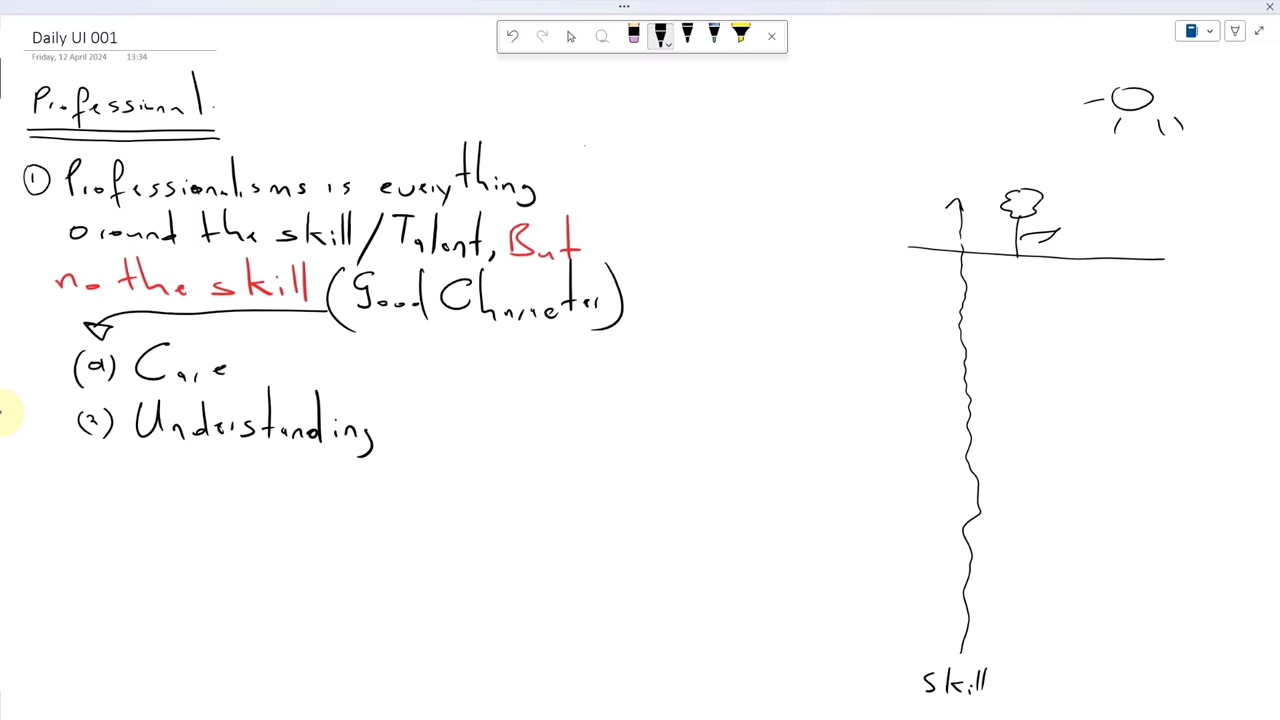 Daily UI 001
Friday, 12 April 2024 13:34
Professional.
① Professionalisms is everything
around the skill/Talent, But
no the skill (Good Character)
(a) Care
(2) Understanding
Skill